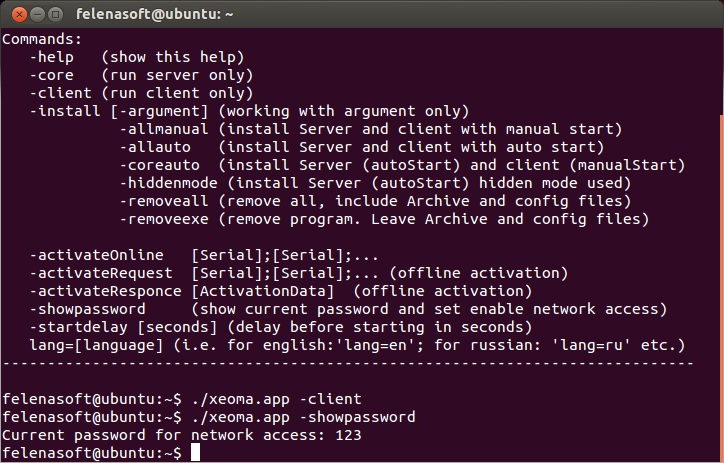 felenasoft@ubuntu: ~
Commands:
-help (show this help)
-core (run server only)
-client (run client only)
-install [-argument] (working with argument only)
-allmanual (install Server and client with manual start)
-allauto (install Server and client with auto start)
-coreauto (install Server (autoStart) and client (manualStart)
-hiddenmode (install Server (autoStart) hidden mode used)
-removeall (remove all, include Archive and config files)
-removeexe (remove program. Leave Archive and config files)
-activateOnline [Serial];[Serial];...
-activateRequest [Serial];[Serial];... (offline activation)
-activateResponce [ActivationData] (offline activation)
-showpassword (show current password and set enable network access)
-startdelay [seconds] (delay before starting in seconds)
lang=[language] (i.e. for english:'lang=en'; for russian: 'lang=ru' etc.)
-----------------------------------------------------------------------------
felenasoft@ubuntu:~$ ./xeoma.app -client
felenasoft@ubuntu:~$ ./xeoma.app -showpassword
Current password for network access: 123
felenasoft@ubuntu:~$